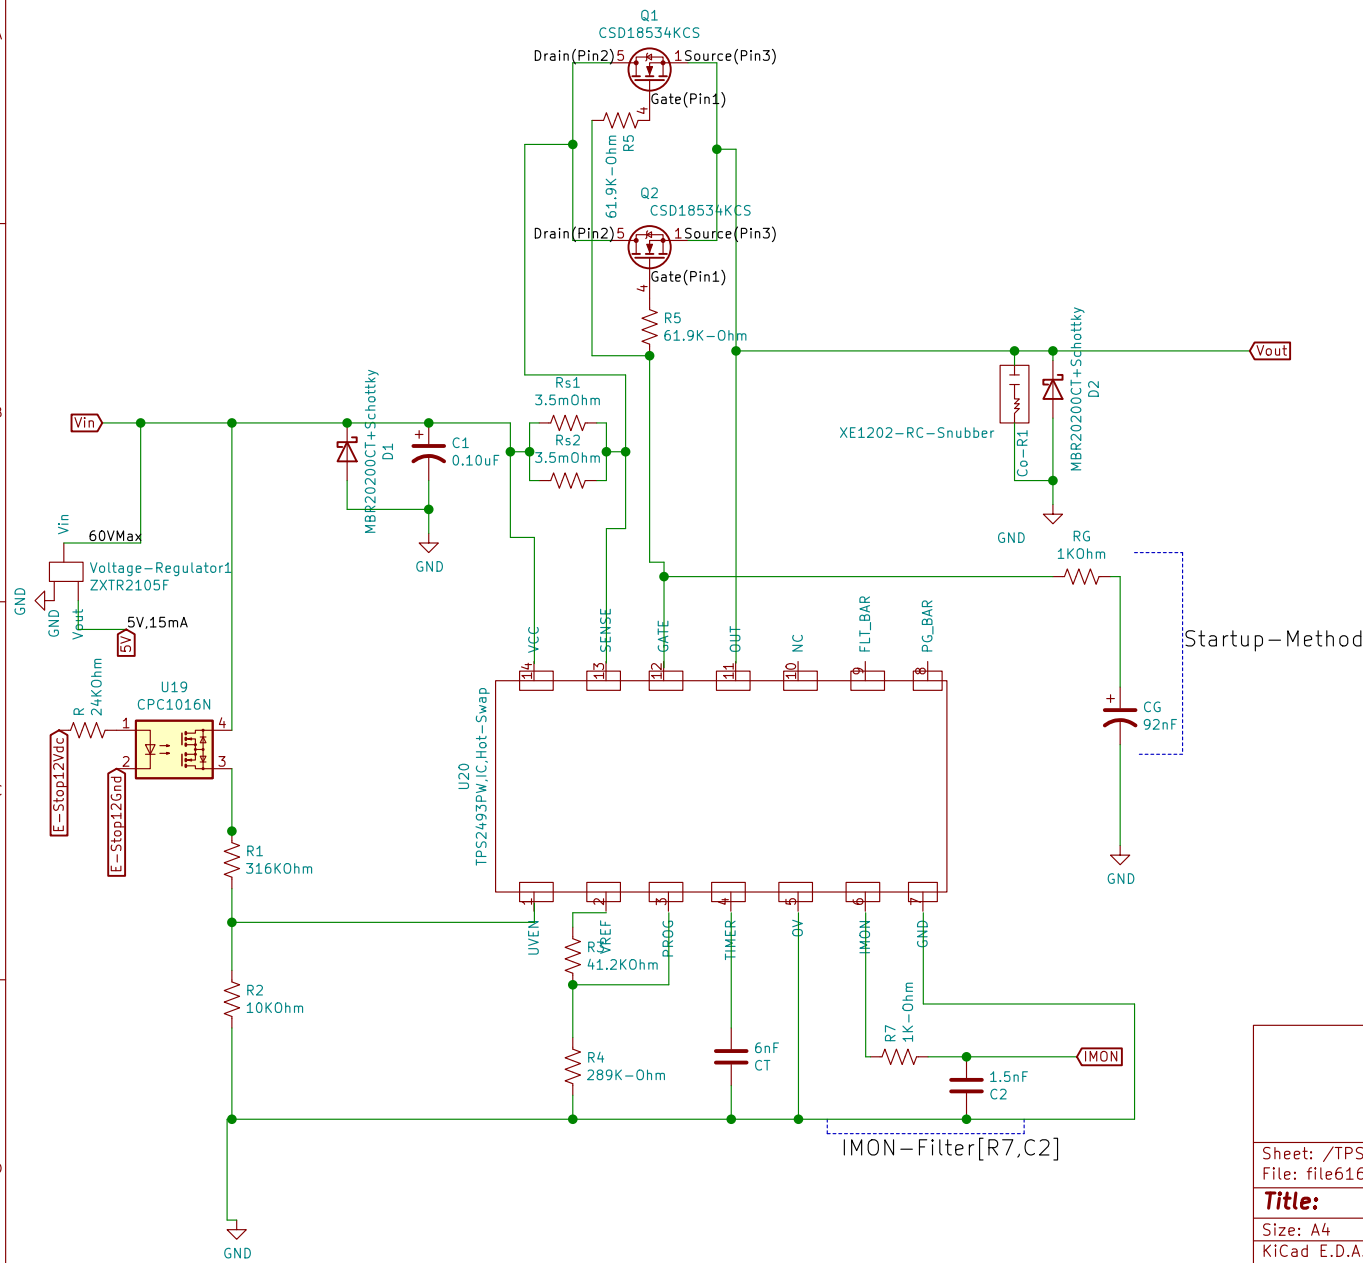 Q1
CSD18534KCS
Drain(Pin2) 5
1 Source(Pin3)
Gate(Pin1)
4
R5
61.9K-Ohm
Q2
CSD18534KCS
Drain(Pin2) 5
1 Source(Pin3)
Gate(Pin1)
4
R5
61.9K-Ohm
Vout
Rs1
3.5mOhm
Rs2
3.5mOhm
Vin
MBR20200CT+Schottky
D1
+
C1
0.10uF
GND
XE1202-RC-Snubber
Co-R1
MBR20200CT+Schottky
D2
GND
RG
1KOhm
Vin
60VMax
Voltage-Regulator1
ZXTR2105F
GND
GND
Vout
5V,15mA
5V
Startup-Method
R
24KOhm
U19
CPC1016N
1
2
4
3
E-Stop12Vdc
E-Stop12Gnd
VCC
SENSE
GATE
OUT
NC
FLT_BAR
PG_BAR
14
13
12
11
10
9
8
U20
TPS2493PW,IC,Hot-Swap
+
CG
92nF
GND
R1
316KOhm
1
2
3
4
5
6
7
UVEN
VREF
PROG
TIMER
OV
IMON
GND
R3
41.2KOhm
R2
10KOhm
R4
289K-Ohm
6nF
CT
R7
1K-Ohm
IMON
1.5nF
C2
IMON-Filter[R7,C2]
GND
Sheet: /TPS
File: file616
Title:
Size: A4
KiCad E.D.A.